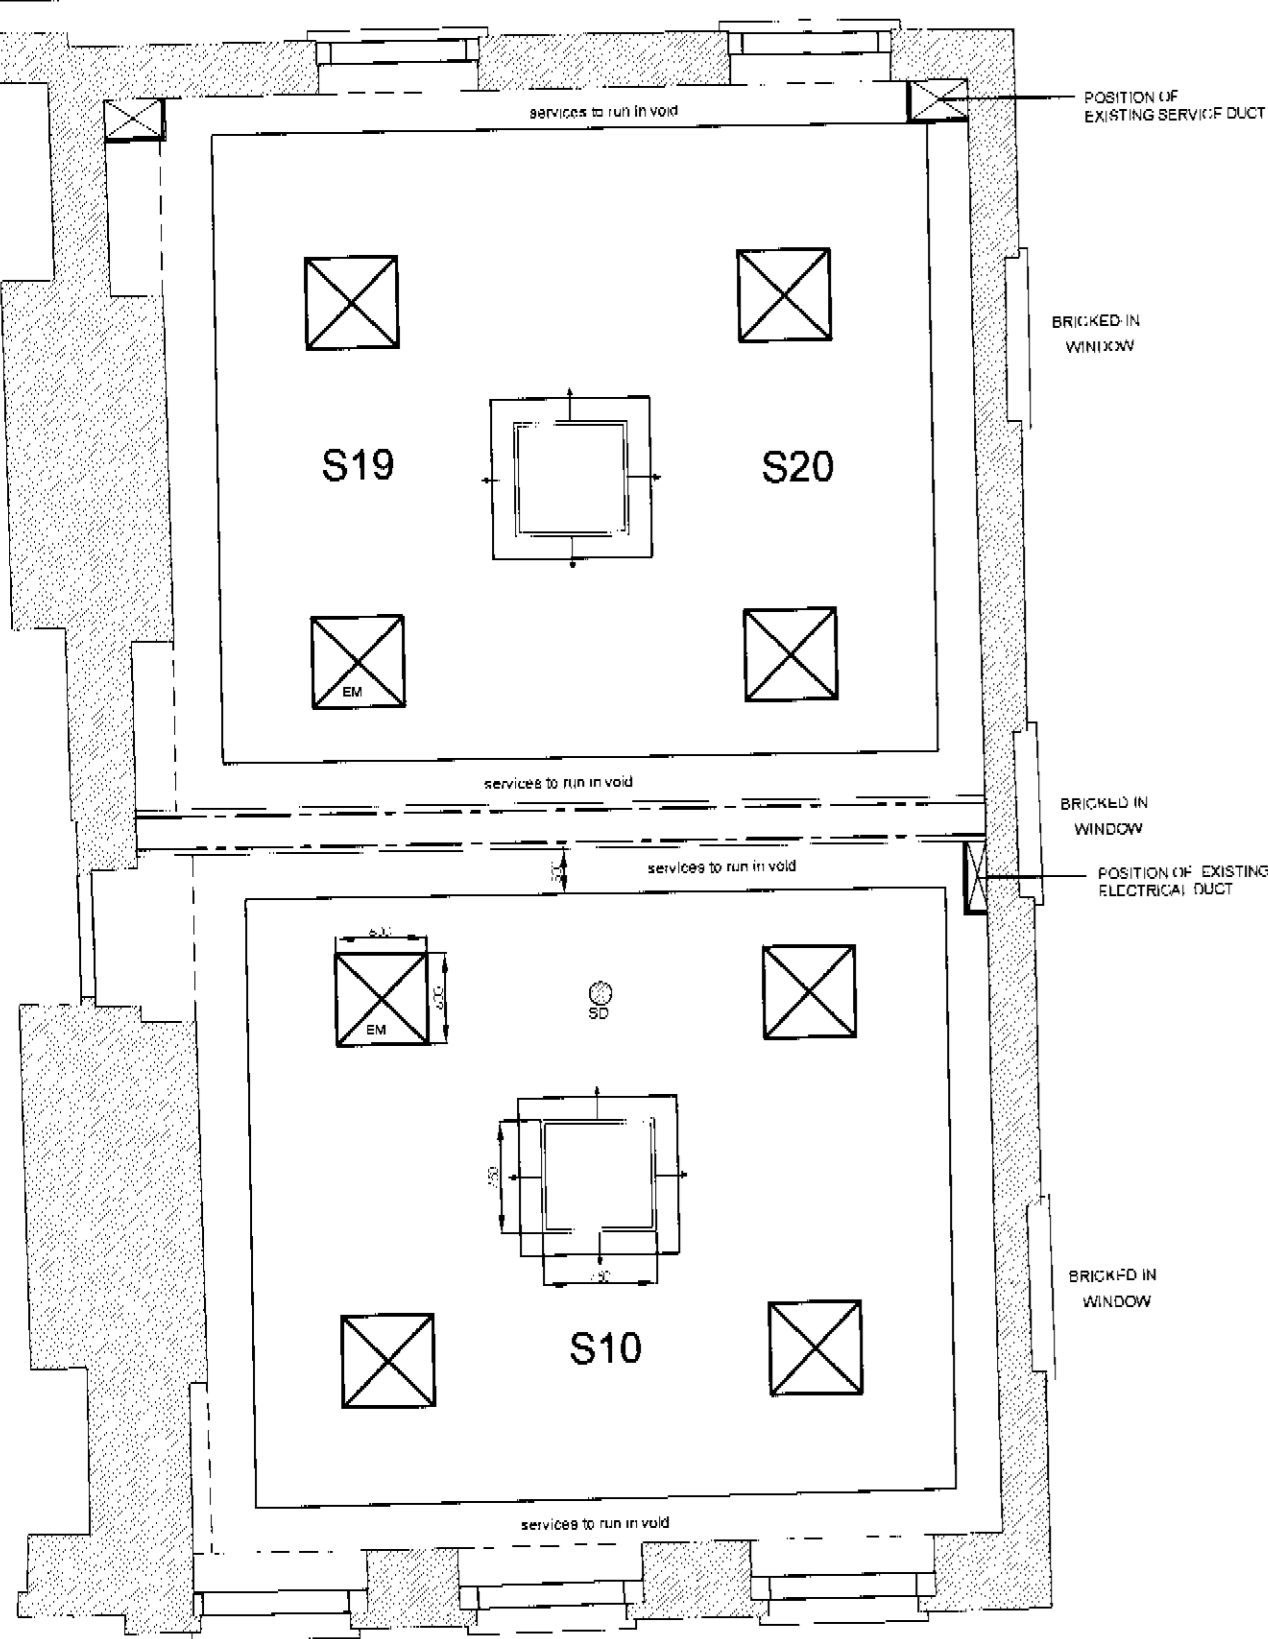 services to run in void
POSITION OF
EXISTING SERVICE DUCT
BRICKED IN
WINDOW
S19
S20
EM
services to run in void
BRICKED IN
WINDOW
services to run in void
POSITION OF EXISTING
ELECTRICAL DUCT
600
600
EM
SD
BRICKED IN
WINDOW
S10
services to run in void